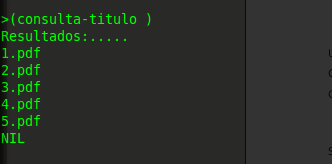 >(consulta-titulo )
Resultados:.....
1.pdf
2.pdf
3.pdf
4.pdf
5.pdf
NIL